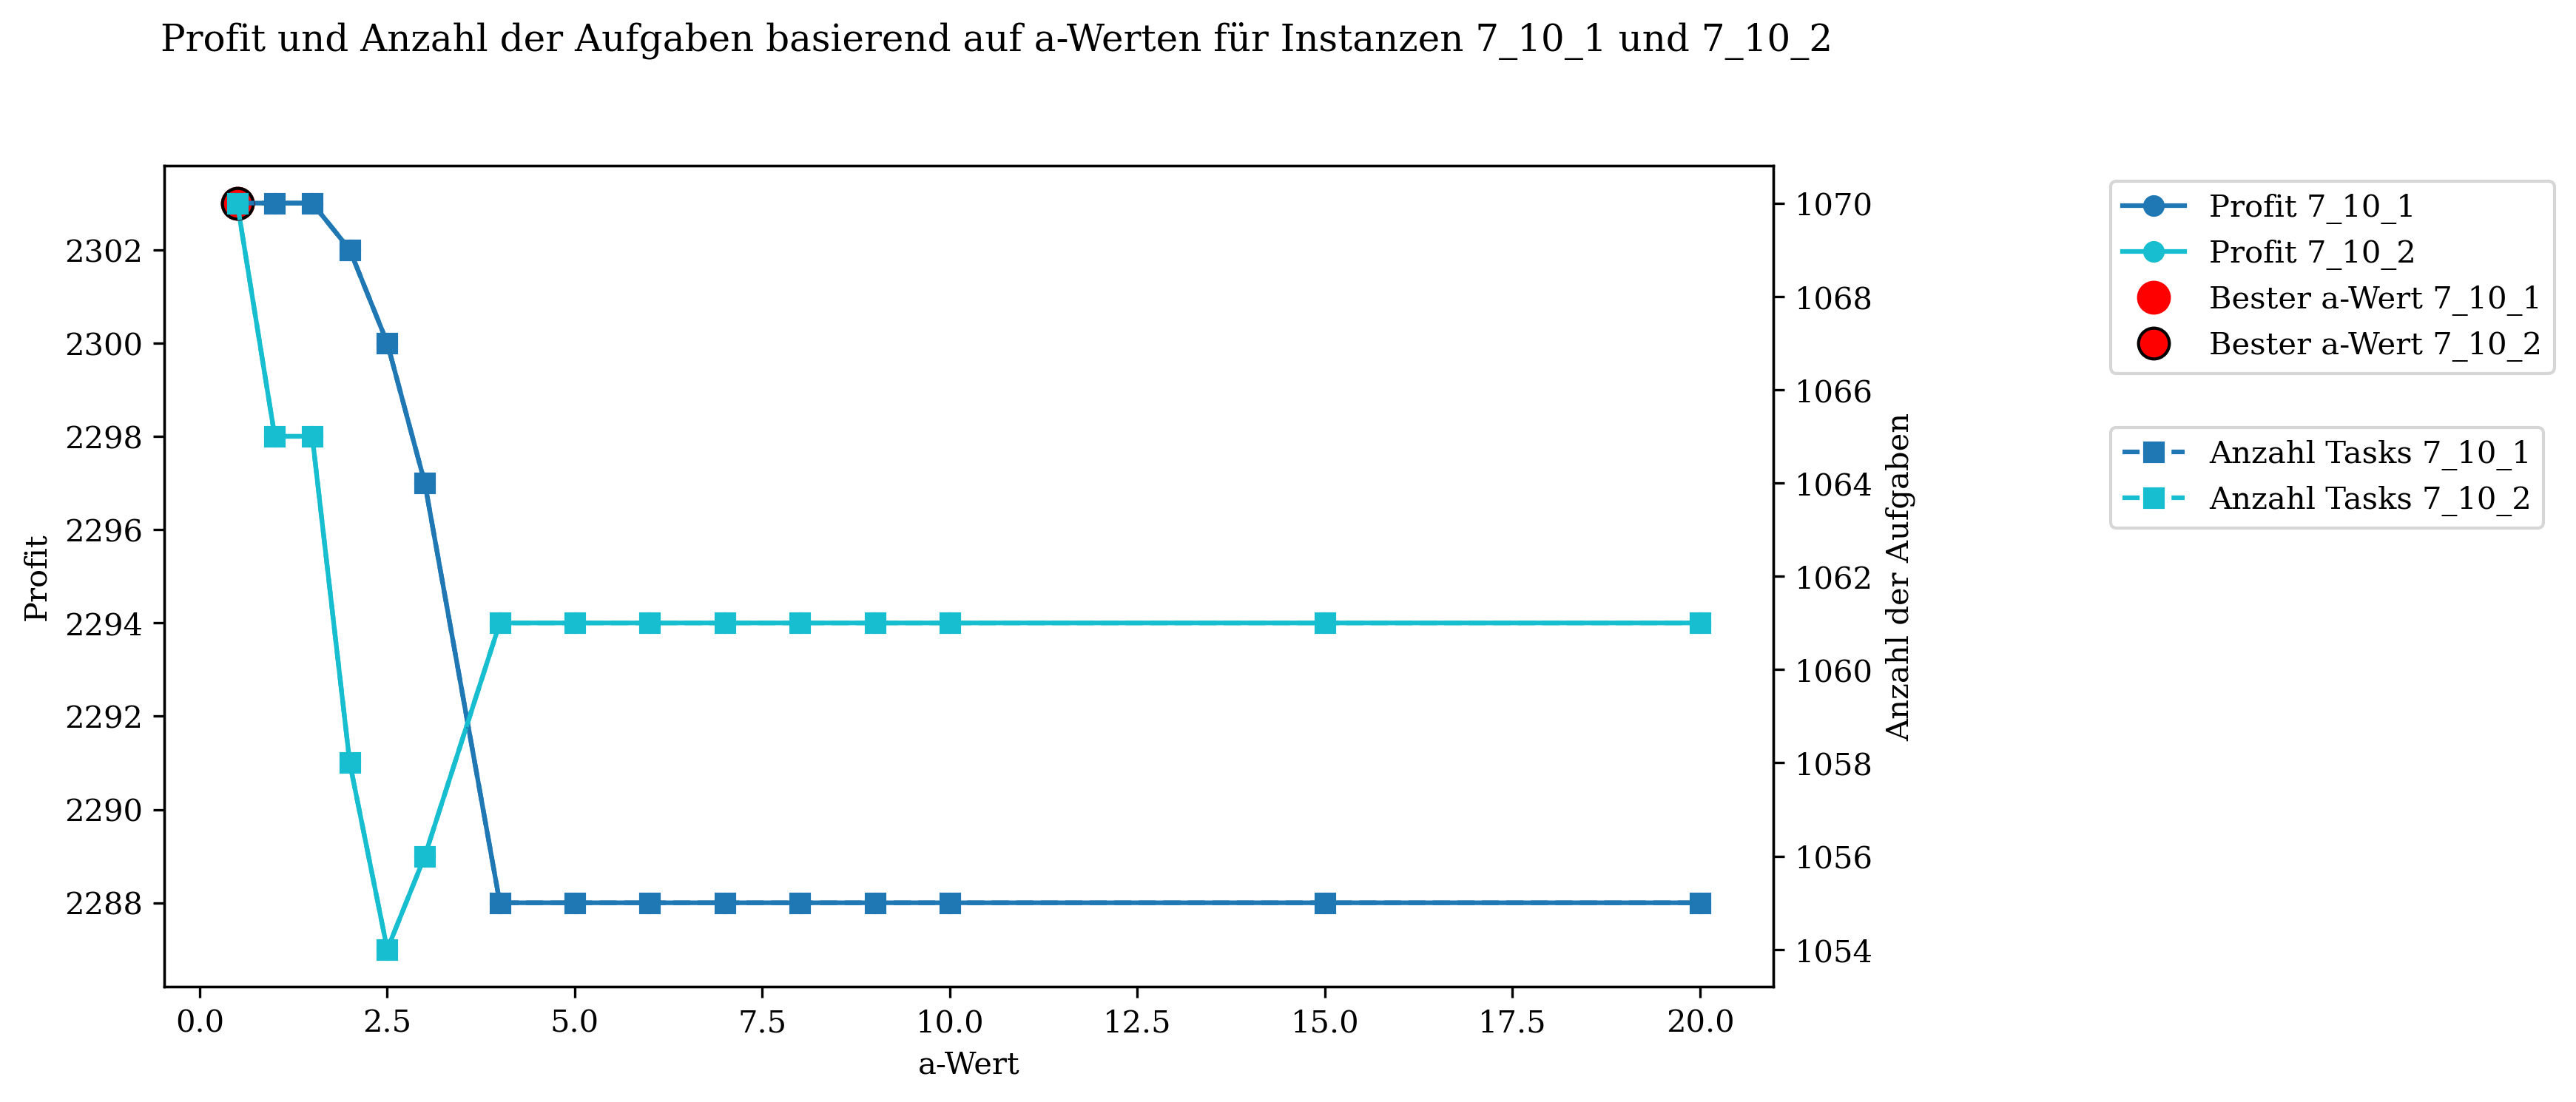 Profit und Anzahl der Aufgaben basierend auf a-Werten für Instanzen 7_10_1 und 7_10_2
Profit
2302
2300
2298
2296
2294
2292
2290
2288
0.0 2.5 5.0 7.5 10.0 12.5 15.0 17.5 20.0
a-Wert
1070
1068
1066
1064
1062
1060
1058
1056
1054
Anzahl der Aufgaben
Profit 7_10_1
Profit 7_10_2
Bester a-Wert 7_10_1
Bester a-Wert 7_10_2
Anzahl Tasks 7_10_1
Anzahl Tasks 7_10_2